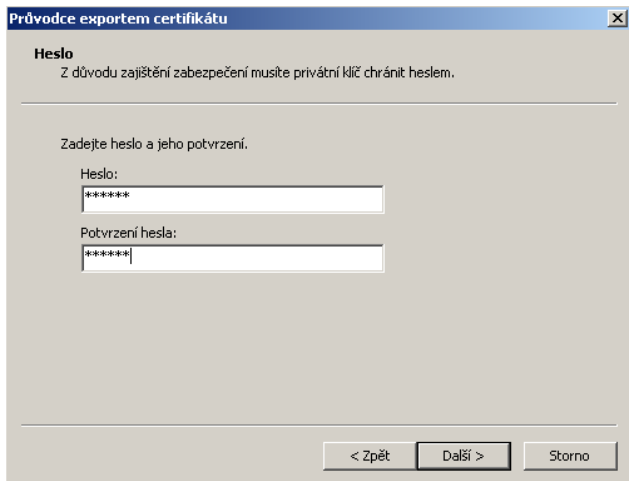 Průvodce exportem certifikátu
Heslo
Z důvodu zajištění zabezpečení musíte privátní klíč chránit heslem.
Zadejte heslo a jeho potvrzení.
Heslo:
******
Potvrzení hesla:
******
< Zpět Další > Storno